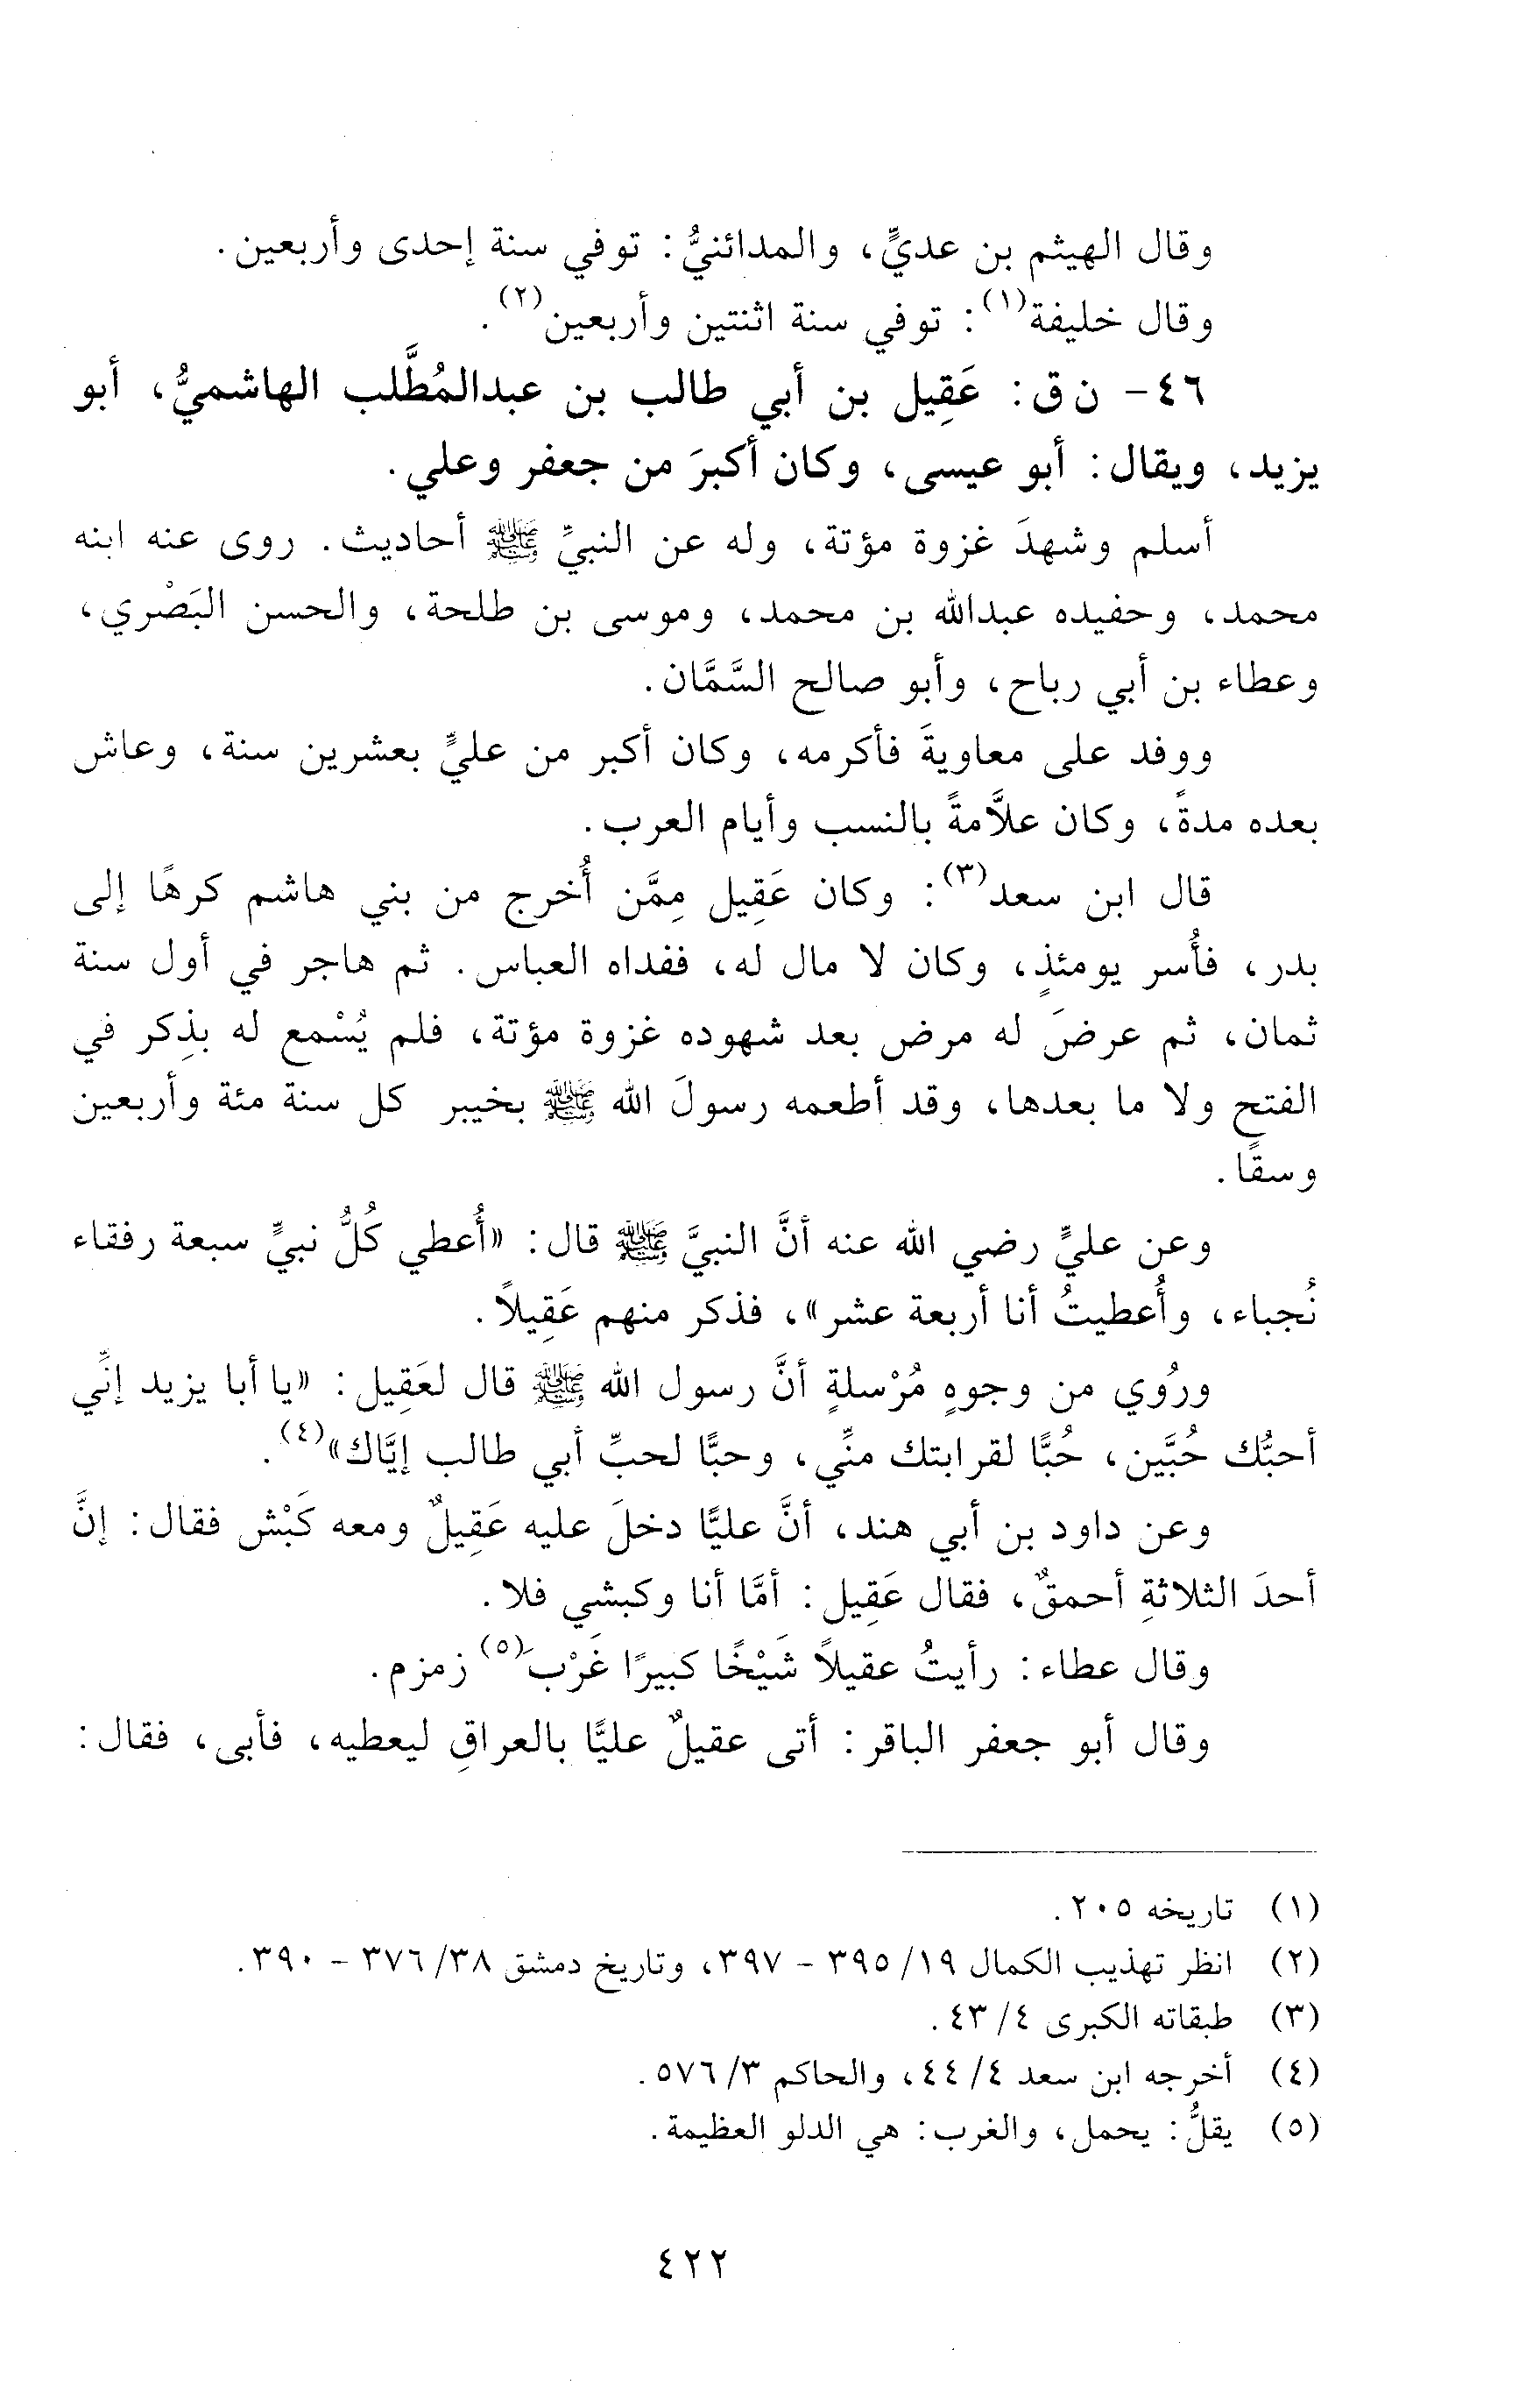 وقال الهيثم بن عديٍّ، والمدائنيُّ: توفي سنة إحدى وأربعين.
وقال خليفة(١): توفي سنة اثنتين وأربعين(٢).
٤٦- ن ق: عَقِيل بن أبي طالب بن عبدالمُطَّلب الهاشميُّ، أبو
يزيد، ويقال: أبو عيسى، وكان أكبرَ من جعفر وعلي.
أسلم وشهدَ غزوة مؤتة، وله عن النبيِّ ﷺ أحاديث. روى عنه ابنه
محمد، وحفيده عبدالله بن محمد، وموسى بن طلحة، والحسن البَصْري،
وعطاء بن أبي رباح، وأبو صالح السَّمَّان.
ووفد على معاويةَ فأكرمه، وكان أكبر من عليٍّ بعشرين سنة، وعاش
بعده مدةً، وكان علاَّمةً بالنسب وأيام العرب.
قال ابن سعد(٣): وكان عَقِيل مِمَّن أُخرج من بني هاشم كرهًا إلى
بدر، فأُسر يومئذٍ، وكان لا مال له، ففداه العباس. ثم هاجر في أول سنة
ثمان، ثم عرضَ له مرض بعد شهوده غزوة مؤتة، فلم يُسْمع له بذِكر في
الفتح ولا ما بعدها، وقد أطعمه رسولَ الله ﷺ بخيبر كل سنة مئة وأربعين
وسقًا.
وعن عليٍّ رضي الله عنه أنَّ النبيَّ ﷺ قال: «أُعطي كُلُّ نبيٍّ سبعة رفقاء
نُجباء، وأُعطيتُ أنا أربعة عشر»، فذكر منهم عَقِيلاً.
ورُوي من وجوهٍ مُرْسلةٍ أنَّ رسول الله ﷺ قال لعَقِيل: «يا أبا يزيد إنِّي
أحبُّك حُبَّين، حُبًّا لقرابتك منِّي، وحبًّا لحبِّ أبي طالب إيَّاك»(٤).
وعن داود بن أبي هند، أنَّ عليًّا دخلَ عليه عَقِيلٌ ومعه كَبْش فقال: إنَّ
أحدَ الثلاثةِ أحمقٌ، فقال عَقِيل: أمَّا أنا وكبشي فلا.
وقال عطاء: رأيتُ عقيلاً شَيْخًا كبيرًا غَرْبَ(٥) زمزم.
وقال أبو جعفر الباقر: أتى عقيلٌ عليًّا بالعراقِ ليعطيه، فأبى، فقال:
(١) تاريخه ٢٠٥.
(٢) انظر تهذيب الكمال ١٩/ ٣٩٥ - ٣٩٧، وتاريخ دمشق ٣٨/ ٣٧٦ - ٣٩٠.
(٣) طبقاته الكبرى ٤/ ٤٣.
(٤) أخرجه ابن سعد ٤/ ٤٤، والحاكم ٣/ ٥٧٦.
(٥) يقلُّ: يحمل، والغرب: هي الدلو العظيمة.
٤٢٢